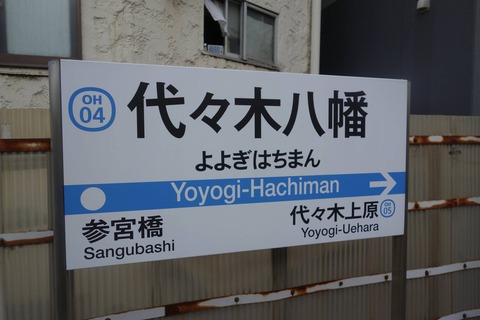 OH
04
代々木八幡
よよぎはちまん
Yoyogi-Hachiman
参宮橋
Sangubashi
代々木上原
OH
05
Yoyogi-Uehara